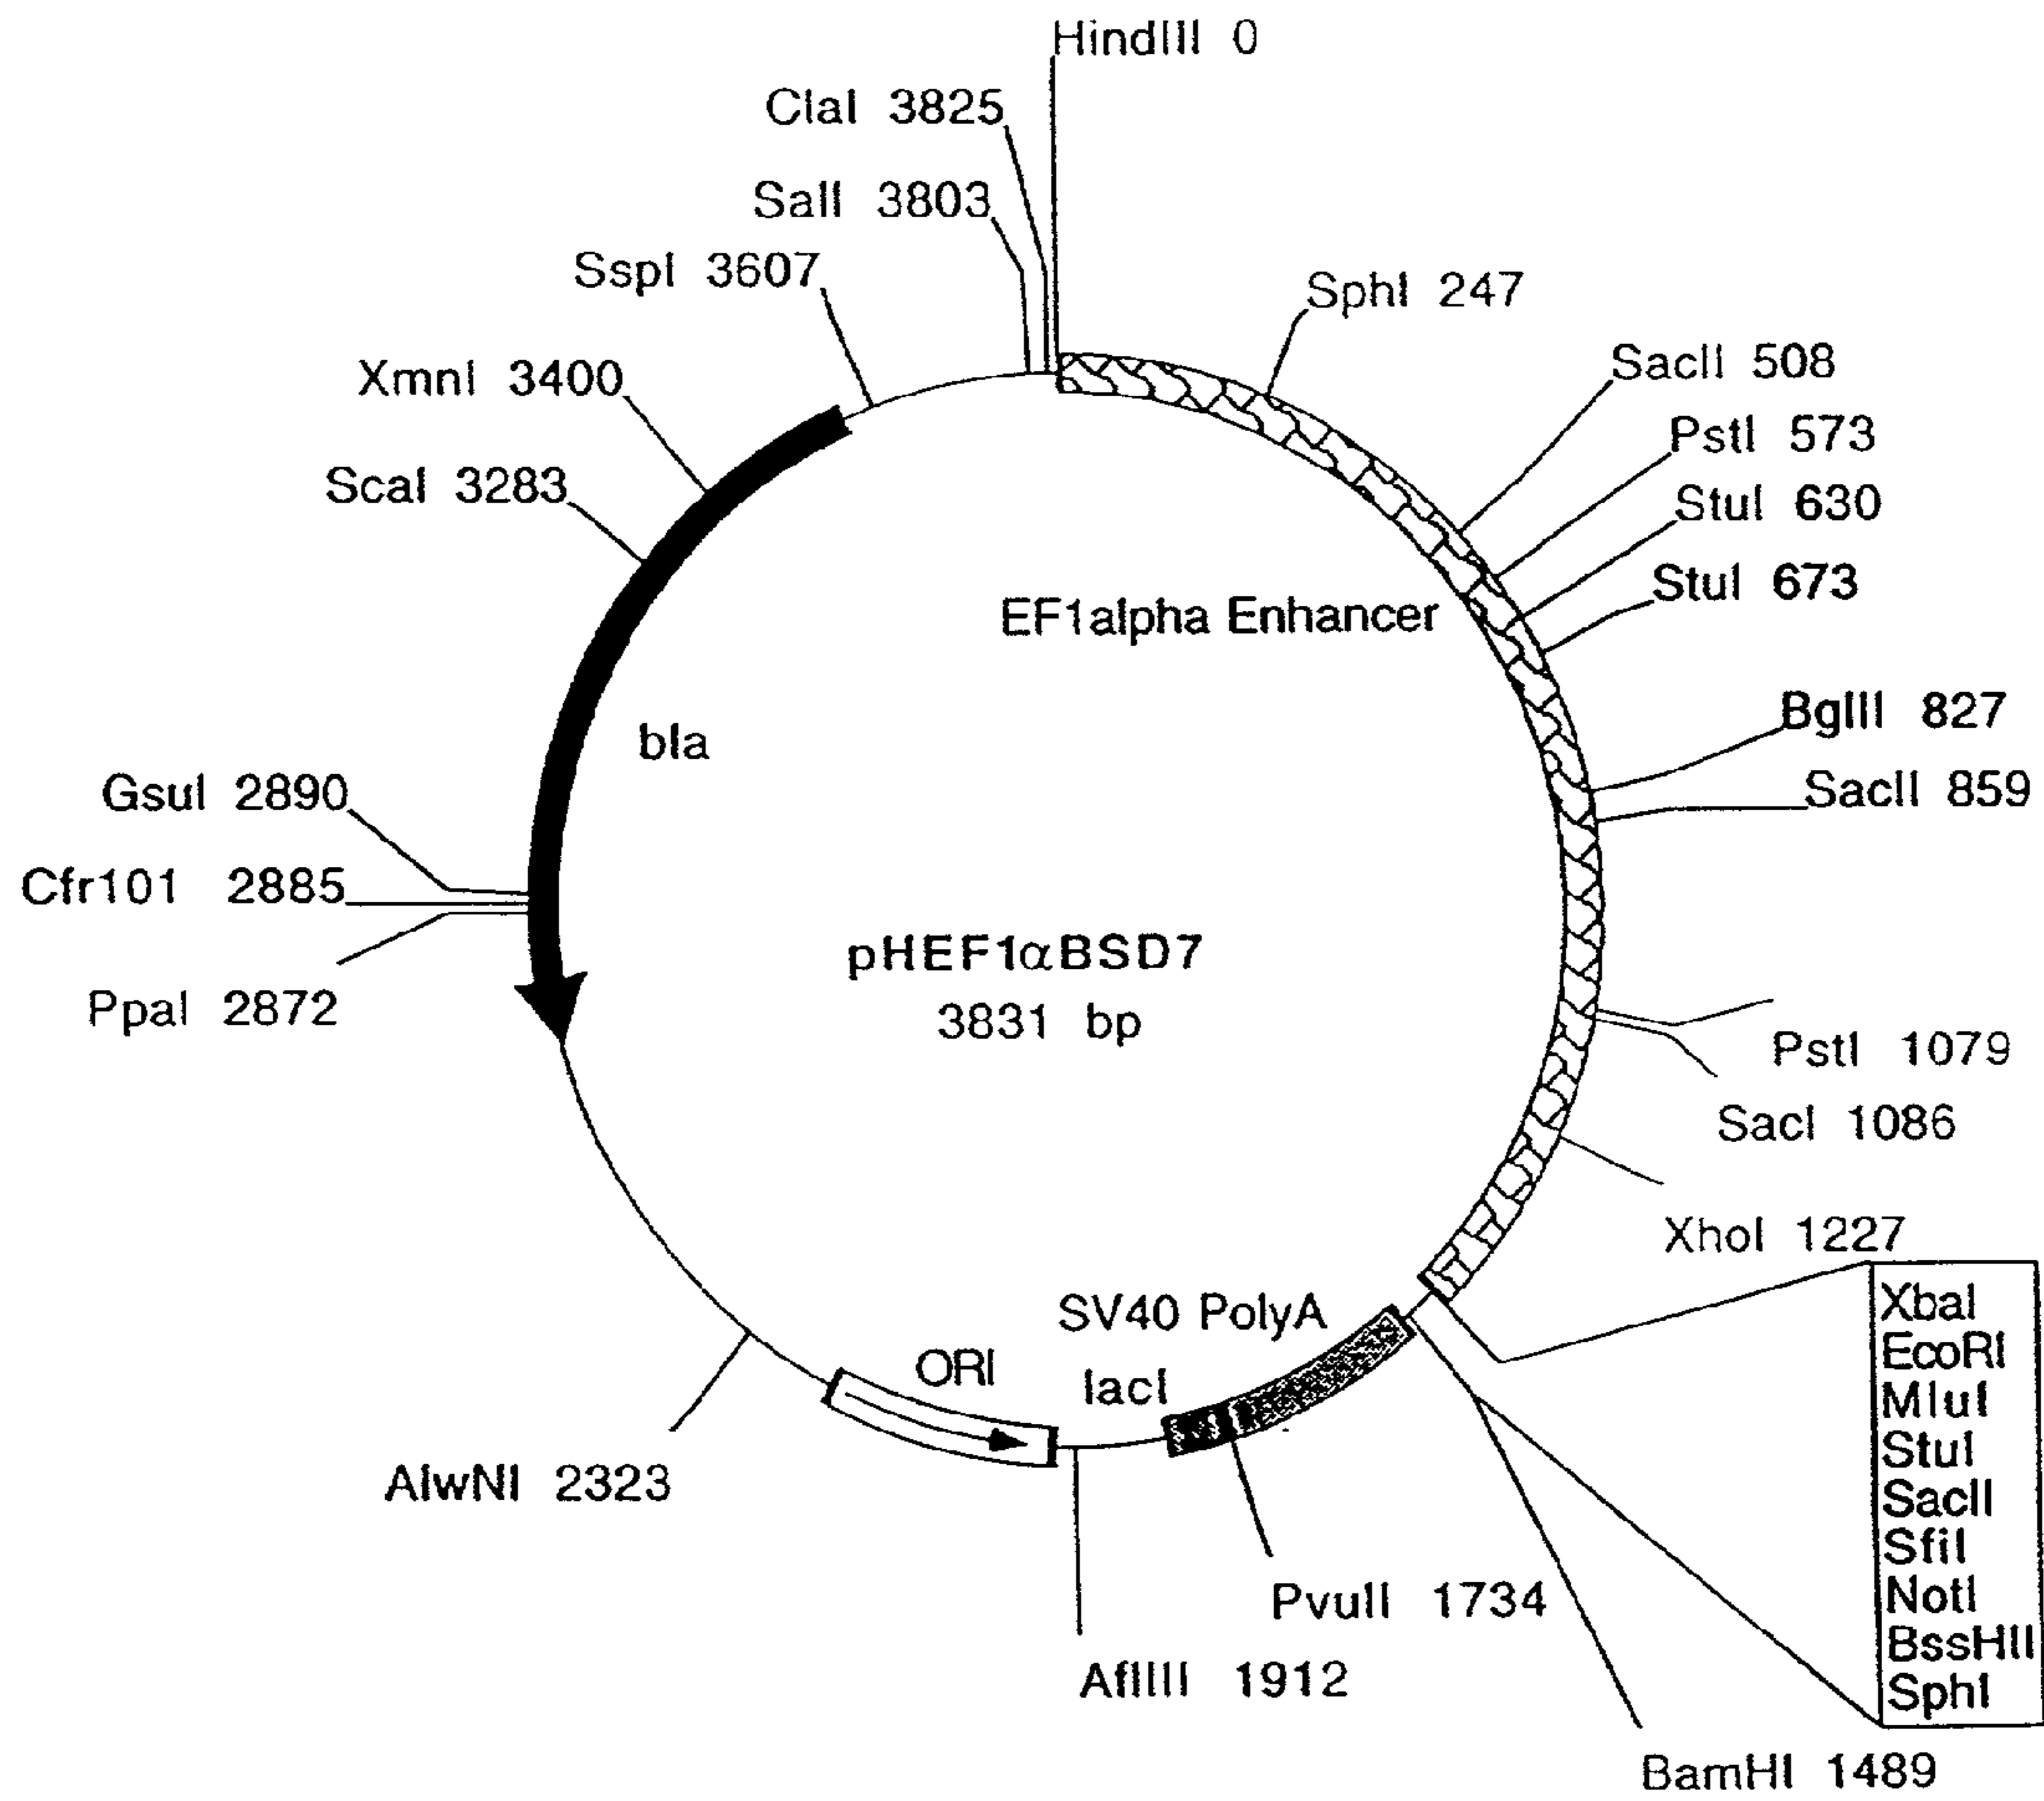 HindIII 0
ClaI 3825
SalI 3803
SspI 3607
XmnI 3400
ScaI 3283
GsuI 2890
Cfr101 2885
PpaI 2872
SphI 247
SacII 508
PstI 573
StuI 630
StuI 673
BglII 827
SacII 859
PstI 1079
SacI 1086
XhoI 1227
EF1alpha Enhancer
bla
pHEF1αBSD7
3831 bp
SV40 PolyA
lacI
ORI
AlwNI 2323
AflIII 1912
PvuII 1734
BamHI 1489
XbaI
EcoRI
MluI
StuI
SacII
SfiI
NotI
BssHII
SphI